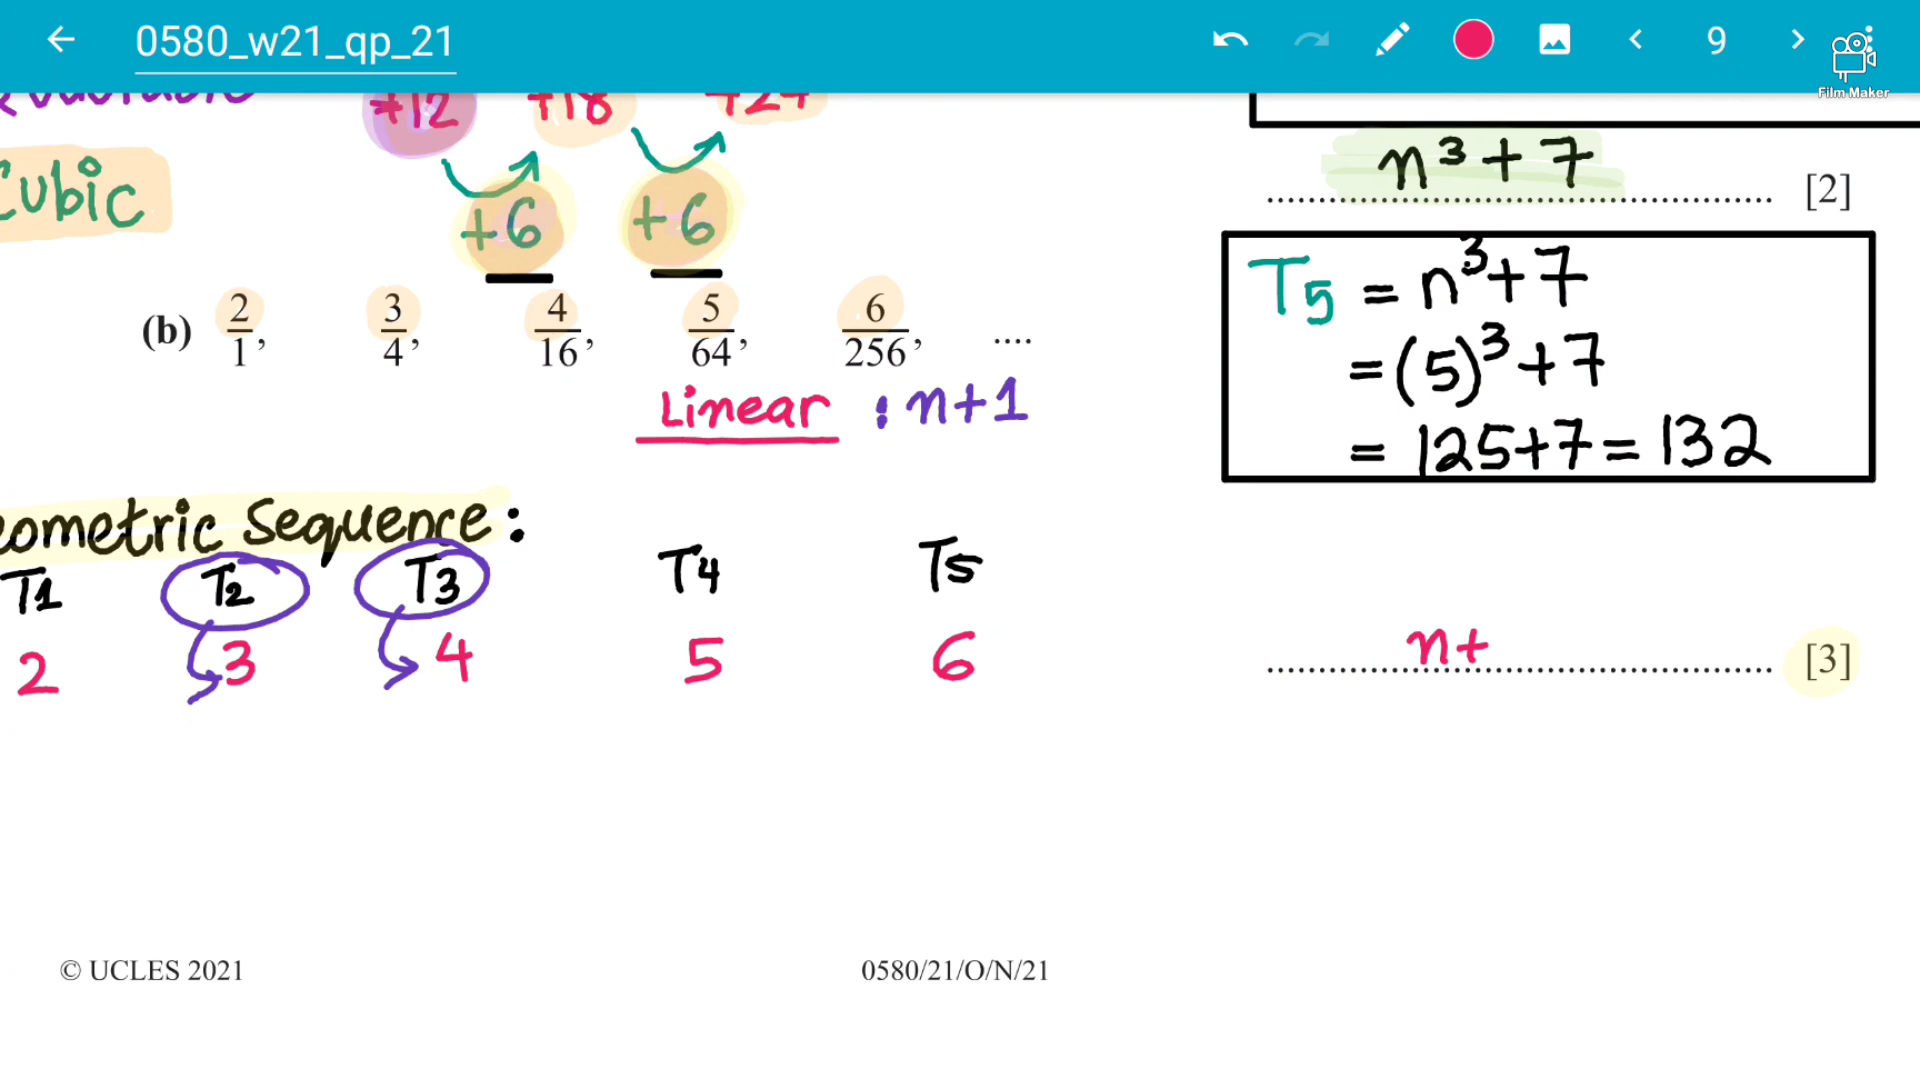 0580_w21_qp_21
9
Film Maker
+12 +18 +24
Cubic
+6 +6
n³+7
[2]
(b) 2/1, 3/4, 4/16, 5/64, 6/256, ....
Linear : n+1
T5 = n³+7
= (5)³+7
= 125+7 = 132
Sequence:
T1 T2 T3 T4 T5
2 3 4 5 6
n+
[3]
© UCLES 2021
0580/21/O/N/21